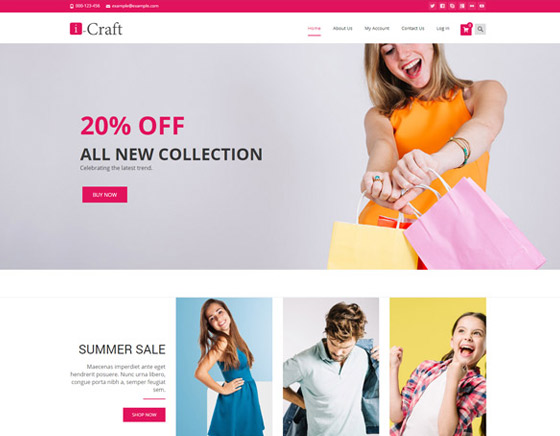 000-123-456 example@example.com
i-Craft
Home About Us My Account Contact Us Log In
20% OFF
ALL NEW COLLECTION
Celebrating the latest trend.
BUY NOW
SUMMER SALE
Maecenas imperdiet ante eget
hendrerit posuere. Nunc urna libero,
congue porta nibh a, semper feugiat
sem.
SHOP NOW